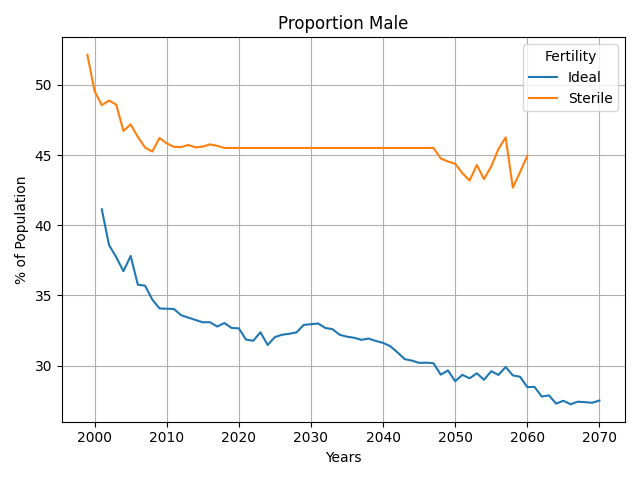 Proportion Male
Fertility
Ideal
Sterile
% of Population
50
45
40
35
30
2000 2010 2020 2030 2040 2050 2060 2070
Years